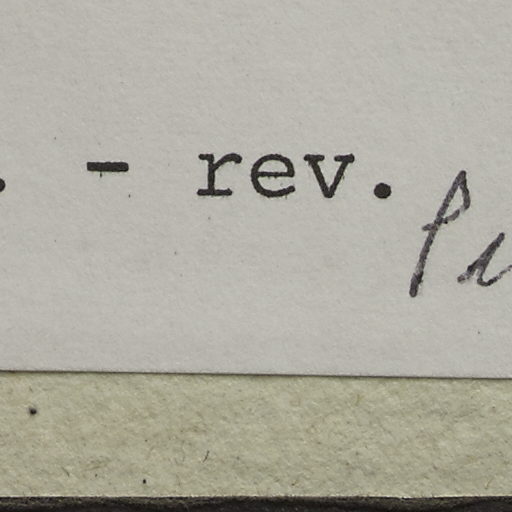 . - rev.